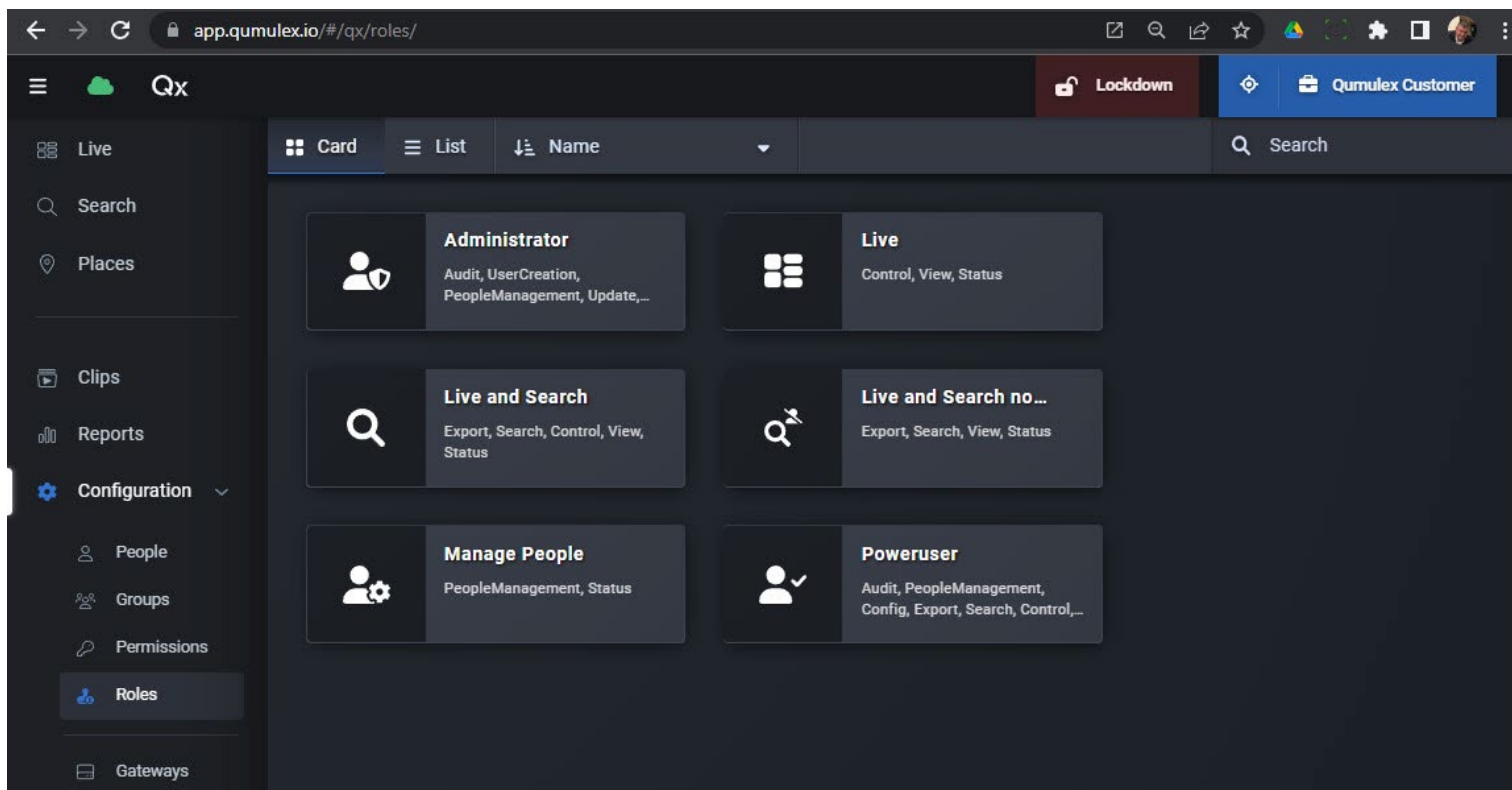 app.qumulex.io/#/qx/roles/
Qx
Lockdown
Qumulex Customer
Live
Search
Places
Clips
Reports
Configuration
People
Groups
Permissions
Roles
Gateways
Card
List
Name
Search
Administrator
Audit, UserCreation,
PeopleManagement, Update,...
Live
Control, View, Status
Live and Search
Export, Search, Control, View,
Status
Live and Search no...
Export, Search, View, Status
Manage People
PeopleManagement, Status
Poweruser
Audit, PeopleManagement,
Config, Export, Search, Control,...